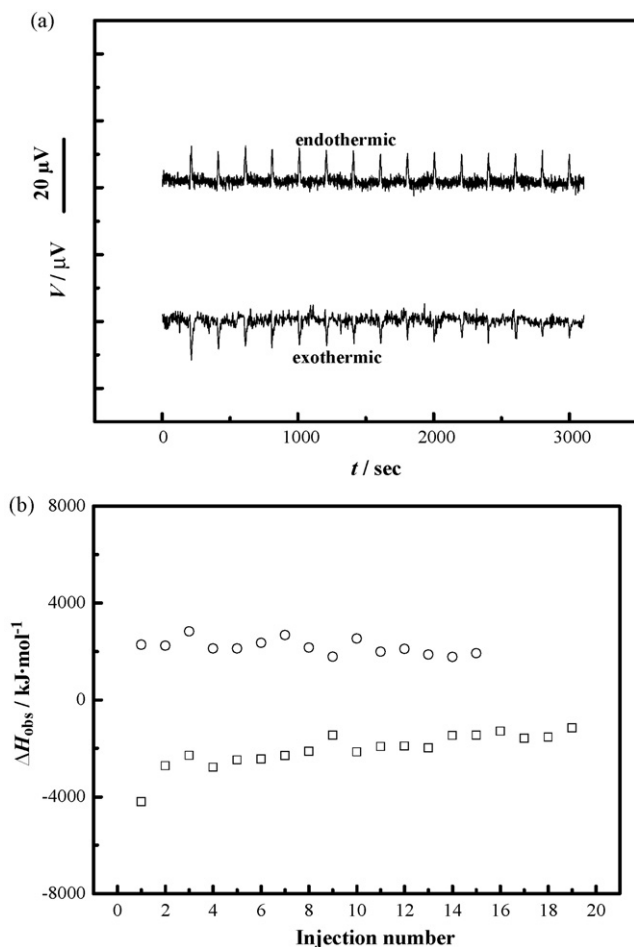 (a)
endothermic
20 μV
V / μV
exothermic
0 1000 2000 3000
t / sec
(b)
8000
4000
0
-4000
-8000
ΔHobs / kJ·mol⁻¹
0 2 4 6 8 10 12 14 16 18 20
Injection number